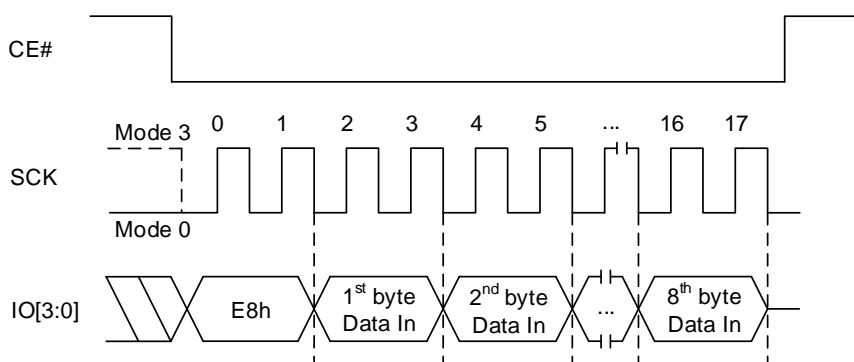 CE#
Mode 3
0 1 2 3 4 5 ... 16 17
SCK
Mode 0
IO[3:0]
E8h
1st byte
Data In
2nd byte
Data In
...
8th byte
Data In